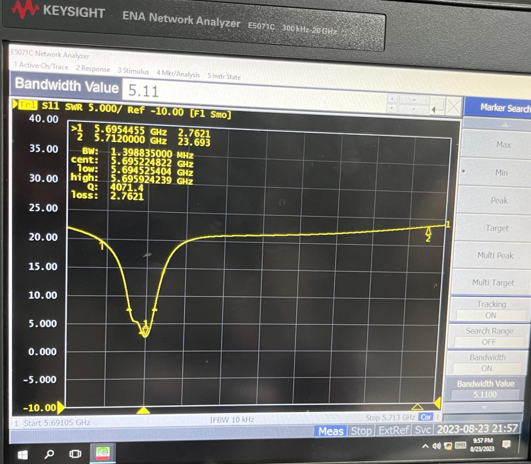 KEYSIGHT ENA Network Analyzer E5071C 300 kHz-20 GHz
E5071C Network Analyzer
1 Active Ch/Trace 2 Response 3 Stimulus 4 Mkr/Analysis 5 Instr State
Bandwidth Value 5.11
Tr1 S11 SWR 5.000/ Ref -10.00 [F1 Smo]
40.00
35.00
30.00
25.00
20.00
15.00
10.00
5.000
0.000
-5.000
-10.00
>1 5.6954455 GHz 2.7621
2 5.7120000 GHz 23.693
BW: 1.398835000 MHz
cent: 5.695224822 GHz
low: 5.694525404 GHz
high: 5.695924239 GHz
Q: 4071.4
loss: 2.7621
1
2
1
Marker Search
Max
Min
Peak
Target
Multi Peak
Multi Target
Tracking
ON
Search Range
OFF
Bandwidth
ON
Bandwidth Value
5.1100
1 Start 5.69105 GHz IFBW 10 kHz Stop 5.713 GHz Cor
Meas Stop ExtRef Svc 2023-08-23 21:57
9:57 PM
8/23/2023